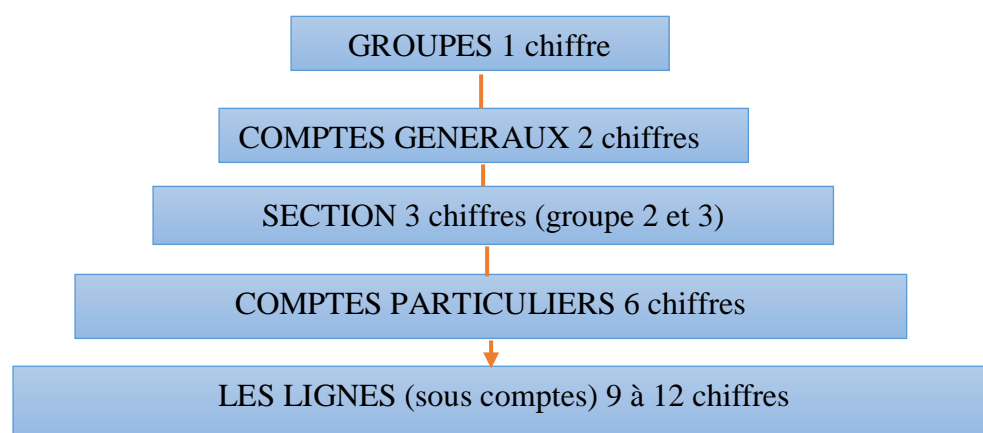 GROUPES 1 chiffre
COMPTES GENERAUX 2 chiffres
SECTION 3 chiffres (groupe 2 et 3)
COMPTES PARTICULIERS 6 chiffres
LES LIGNES (sous comptes) 9 à 12 chiffres